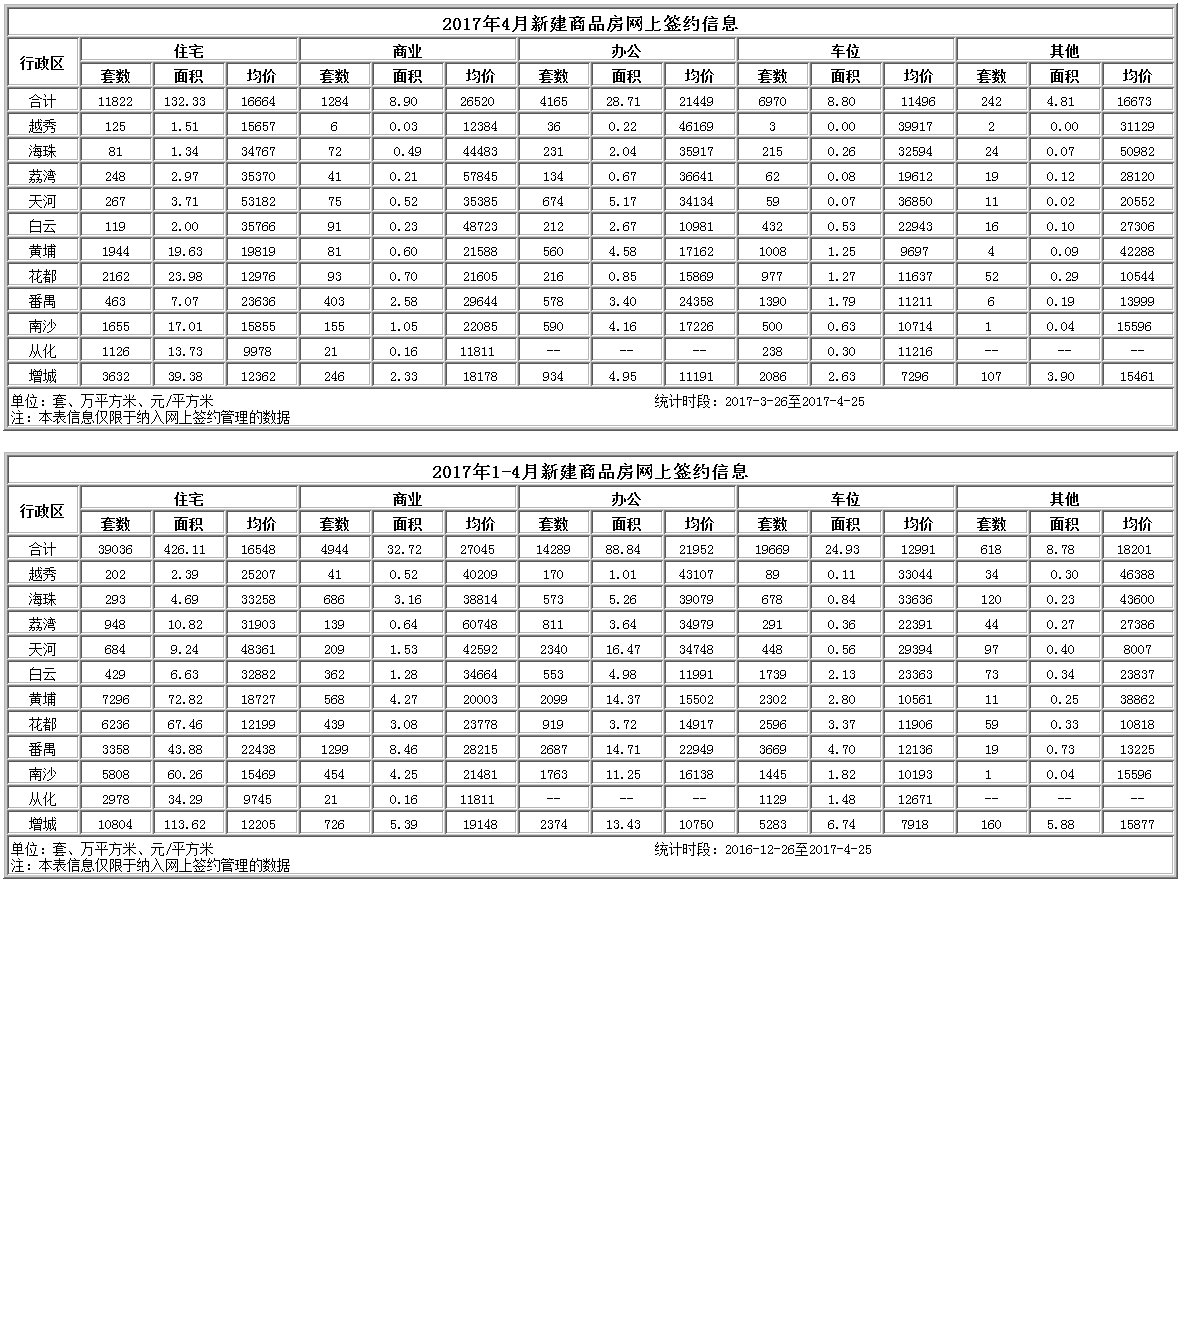 2017年4月新建商品房网上签约信息
行政区 住宅 商业 办公 车位 其他
套数 面积 均价 套数 面积 均价 套数 面积 均价 套数 面积 均价 套数 面积 均价
合计 11822 132.33 16664 1284 8.90 26520 4165 28.71 21449 6970 8.80 11496 242 4.81 16673
越秀 125 1.51 15657 6 0.03 12384 36 0.22 46169 3 0.00 39917 2 0.00 31129
海珠 81 1.34 34767 72 0.49 44483 231 2.04 35917 215 0.26 32594 24 0.07 50982
荔湾 248 2.97 35370 41 0.21 57845 134 0.67 36641 62 0.08 19612 19 0.12 28120
天河 267 3.71 53182 75 0.52 35385 674 5.17 34134 59 0.07 36850 11 0.02 20552
白云 119 2.00 35766 91 0.23 48723 212 2.67 10981 432 0.53 22943 16 0.10 27306
黄埔 1944 19.63 19819 81 0.60 21588 560 4.58 17162 1008 1.25 9697 4 0.09 42288
花都 2162 23.98 12976 93 0.70 21605 216 0.85 15869 977 1.27 11637 52 0.29 10544
番禺 463 7.07 23636 403 2.58 29644 578 3.40 24358 1390 1.79 11211 6 0.19 13999
南沙 1655 17.01 15855 155 1.05 22085 590 4.16 17226 500 0.63 10714 1 0.04 15596
从化 1126 13.73 9978 21 0.16 11811 -- -- -- 238 0.30 11216 -- -- --
增城 3632 39.38 12362 246 2.33 18178 934 4.95 11191 2086 2.63 7296 107 3.90 15461
单位：套、万平方米、元/平方米 统计时段：2017-3-26至2017-4-25
注：本表信息仅限于纳入网上签约管理的数据
2017年1-4月新建商品房网上签约信息
行政区 住宅 商业 办公 车位 其他
套数 面积 均价 套数 面积 均价 套数 面积 均价 套数 面积 均价 套数 面积 均价
合计 39036 426.11 16548 4944 32.72 27045 14289 88.84 21952 19669 24.93 12991 618 8.78 18201
越秀 202 2.39 25207 41 0.52 40209 170 1.01 43107 89 0.11 33044 34 0.30 46388
海珠 293 4.69 33258 686 3.16 38814 573 5.26 39079 678 0.84 33636 120 0.23 43600
荔湾 948 10.82 31903 139 0.64 60748 811 3.64 34979 291 0.36 22391 44 0.27 27386
天河 684 9.24 48361 209 1.53 42592 2340 16.47 34748 448 0.56 29394 97 0.40 8007
白云 429 6.63 32882 362 1.28 34664 553 4.98 11991 1739 2.13 23363 73 0.34 23837
黄埔 7296 72.82 18727 568 4.27 20003 2099 14.37 15502 2302 2.80 10561 11 0.25 38862
花都 6236 67.46 12199 439 3.08 23778 919 3.72 14917 2596 3.37 11906 59 0.33 10818
番禺 3358 43.88 22438 1299 8.46 28215 2687 14.71 22949 3669 4.70 12136 19 0.73 13225
南沙 5808 60.26 15469 454 4.25 21481 1763 11.25 16138 1445 1.82 10193 1 0.04 15596
从化 2978 34.29 9745 21 0.16 11811 -- -- -- 1129 1.48 12671 -- -- --
增城 10804 113.62 12205 726 5.39 19148 2374 13.43 10750 5283 6.74 7918 160 5.88 15877
单位：套、万平方米、元/平方米 统计时段：2016-12-26至2017-4-25
注：本表信息仅限于纳入网上签约管理的数据